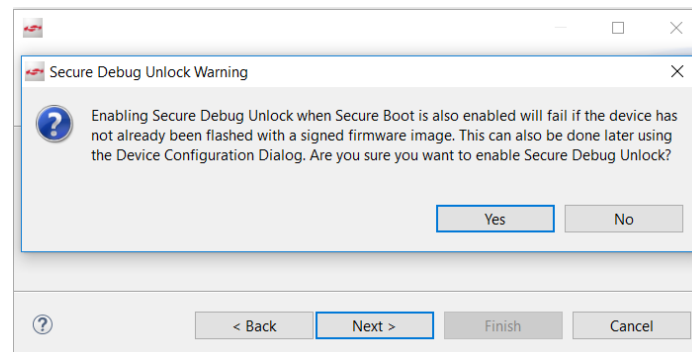 Secure Debug Unlock Warning
Enabling Secure Debug Unlock when Secure Boot is also enabled will fail if the device has
not already been flashed with a signed firmware image. This can also be done later using
the Device Configuration Dialog. Are you sure you want to enable Secure Debug Unlock?
Yes No
< Back Next > Finish Cancel